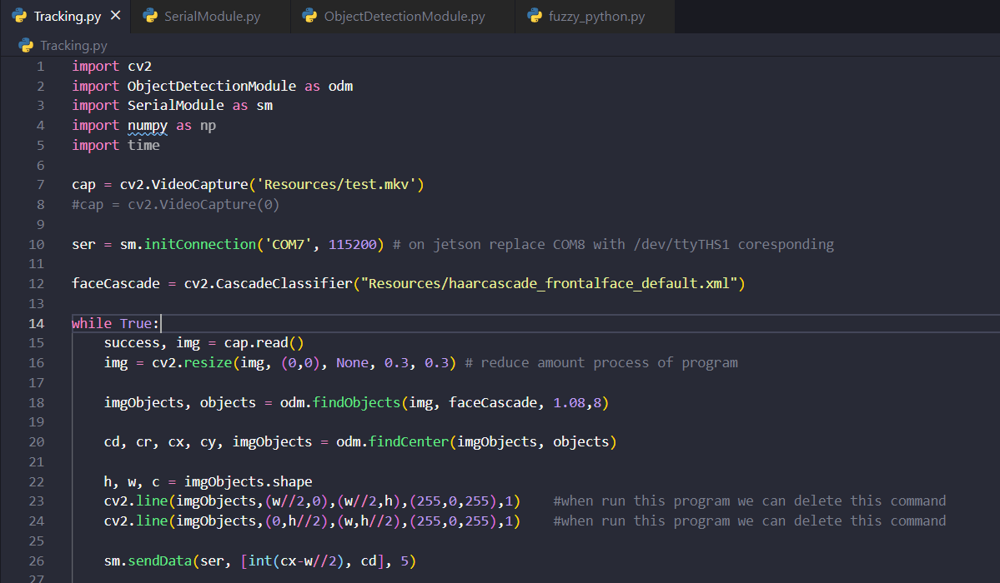 Tracking.py SerialModule.py ObjectDetectionModule.py fuzzy_python.py
Tracking.py
1 import cv2
2 import ObjectDetectionModule as odm
3 import SerialModule as sm
4 import numpy as np
5 import time
6
7 cap = cv2.VideoCapture('Resources/test.mkv')
8 #cap = cv2.VideoCapture(0)
9
10 ser = sm.initConnection('COM7', 115200) # on jetson replace COM8 with /dev/ttyTHS1 coresponding
11
12 faceCascade = cv2.CascadeClassifier("Resources/haarcascade_frontalface_default.xml")
13
14 while True:
15     success, img = cap.read()
16     img = cv2.resize(img, (0,0), None, 0.3, 0.3) # reduce amount process of program
17
18     imgObjects, objects = odm.findObjects(img, faceCascade, 1.08,8)
19
20     cd, cr, cx, cy, imgObjects = odm.findCenter(imgObjects, objects)
21
22     h, w, c = imgObjects.shape
23     cv2.line(imgObjects,(w//2,0),(w//2,h),(255,0,255),1)    #when run this program we can delete this command
24     cv2.line(imgObjects,(0,h//2),(w,h//2),(255,0,255),1)    #when run this program we can delete this command
25
26     sm.sendData(ser, [int(cx-w//2), cd], 5)
27